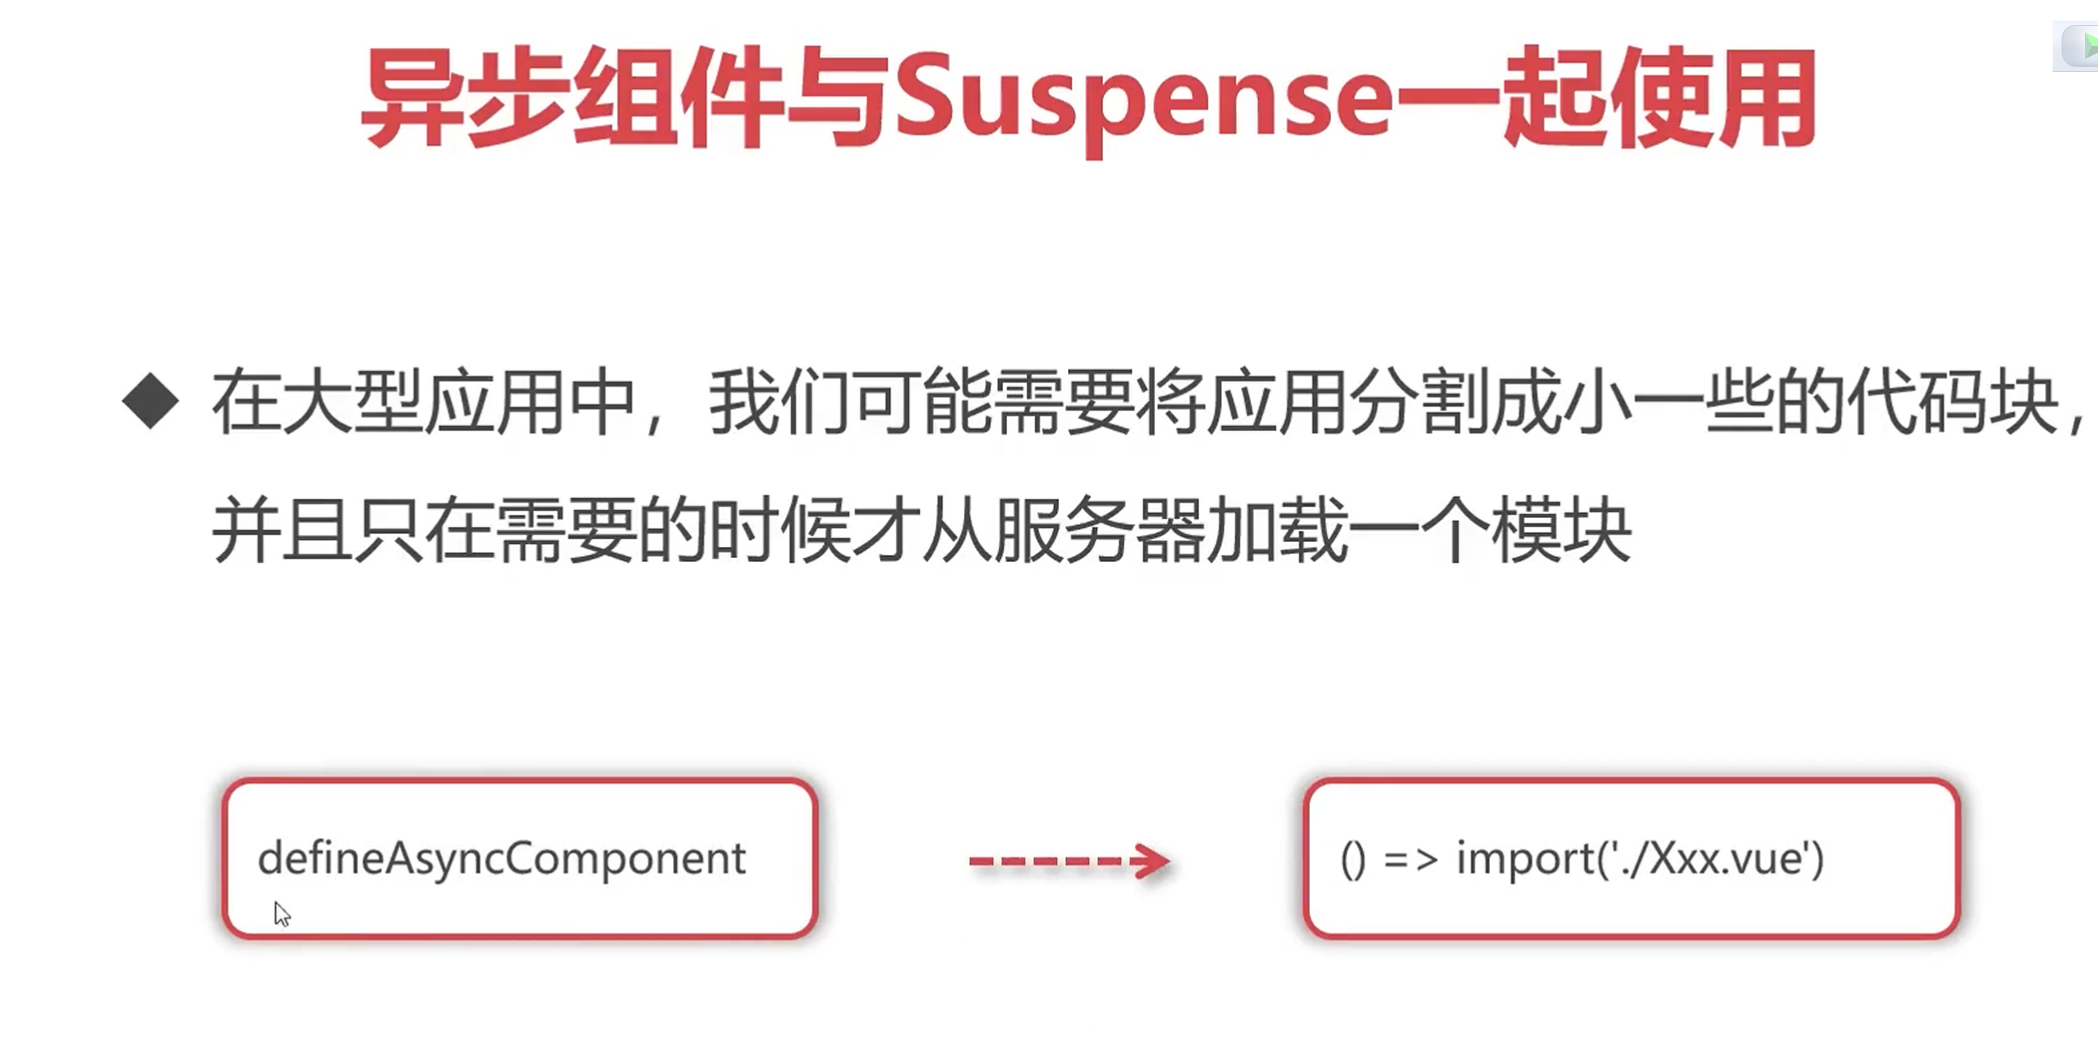 异步组件与Suspense一起使用
在大型应用中，我们可能需要将应用分割成小一些的代码块，
并且只在需要的时候才从服务器加载一个模块
defineAsyncComponent
() => import('./Xxx.vue')